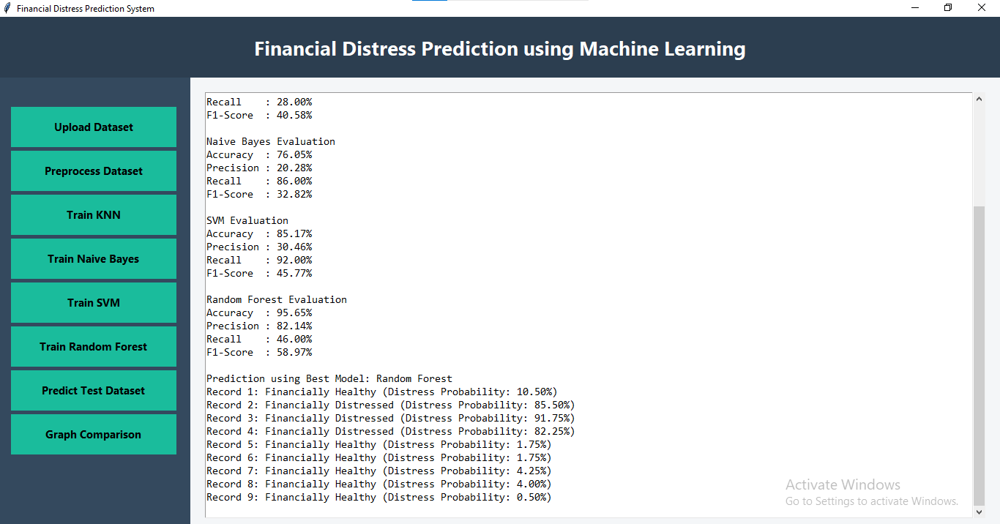 Financial Distress Prediction System
Financial Distress Prediction using Machine Learning
Upload Dataset
Preprocess Dataset
Train KNN
Train Naive Bayes
Train SVM
Train Random Forest
Predict Test Dataset
Graph Comparison
Recall    : 28.00%
F1-Score  : 40.58%
Naive Bayes Evaluation
Accuracy  : 76.05%
Precision : 20.28%
Recall    : 86.00%
F1-Score  : 32.82%
SVM Evaluation
Accuracy  : 85.17%
Precision : 30.46%
Recall    : 92.00%
F1-Score  : 45.77%
Random Forest Evaluation
Accuracy  : 95.65%
Precision : 82.14%
Recall    : 46.00%
F1-Score  : 58.97%
Prediction using Best Model: Random Forest
Record 1: Financially Healthy (Distress Probability: 10.50%)
Record 2: Financially Distressed (Distress Probability: 85.50%)
Record 3: Financially Distressed (Distress Probability: 91.75%)
Record 4: Financially Distressed (Distress Probability: 82.25%)
Record 5: Financially Healthy (Distress Probability: 1.75%)
Record 6: Financially Healthy (Distress Probability: 1.75%)
Record 7: Financially Healthy (Distress Probability: 4.25%)
Record 8: Financially Healthy (Distress Probability: 4.00%)
Record 9: Financially Healthy (Distress Probability: 0.50%)
Activate Windows
Go to Settings to activate Windows.